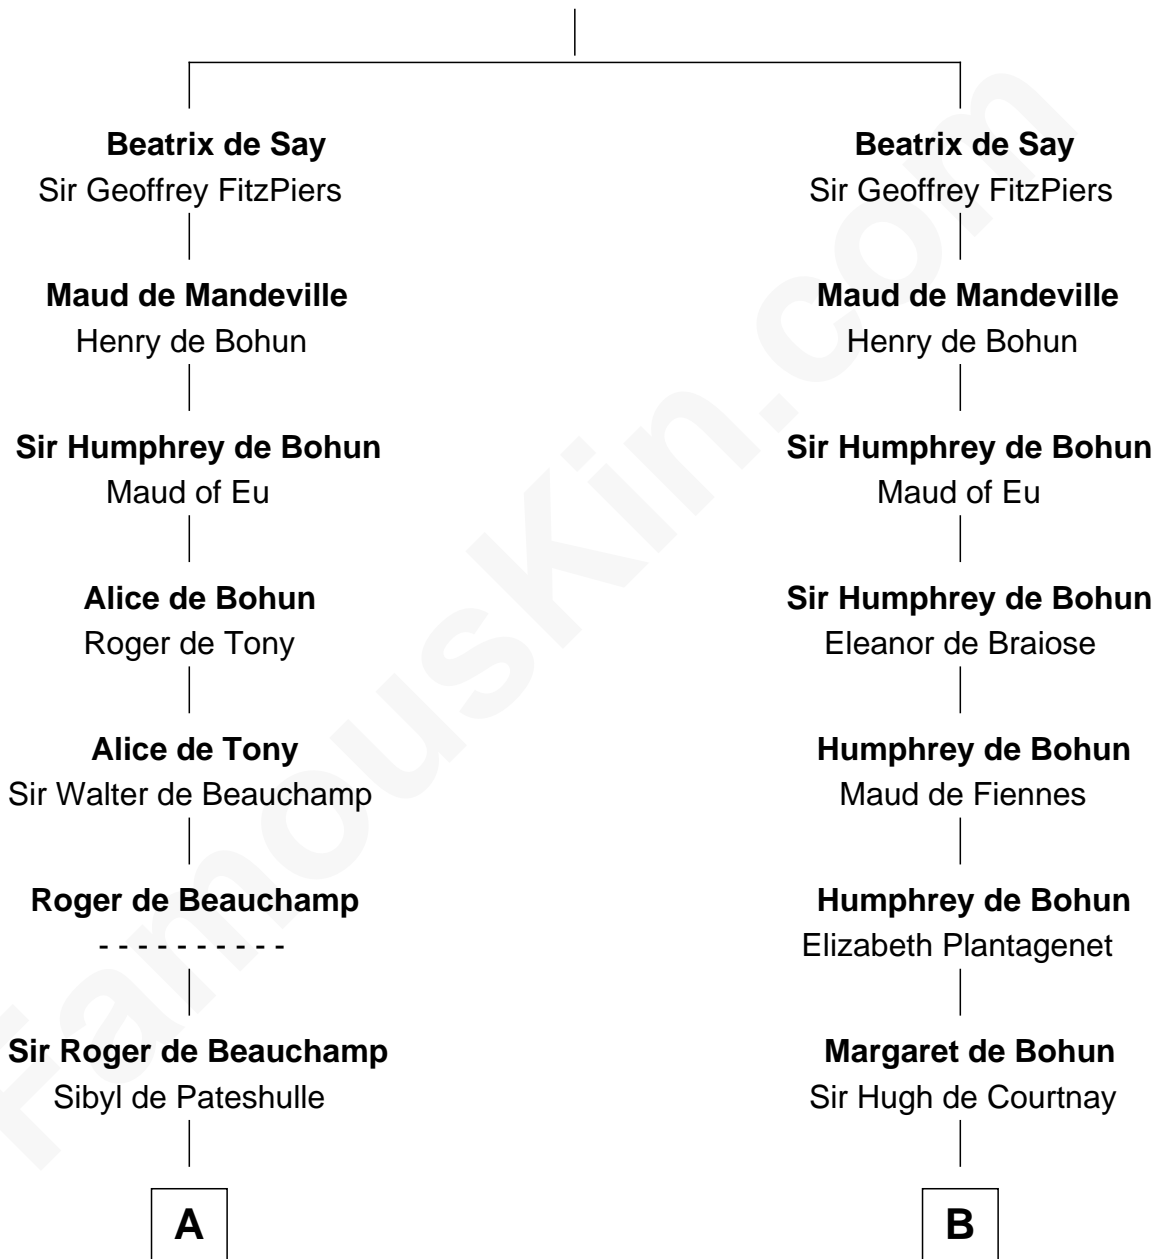 Beatrix de Say
Sir Geoffrey FitzPiers
Maud de Mandeville
Henry de Bohun
Sir Humphrey de Bohun
Maud of Eu
Alice de Bohun
Roger de Tony
Alice de Tony
Sir Walter de Beauchamp
Roger de Beauchamp
- - - - - - - - - -
Sir Roger de Beauchamp
Sibyl de Pateshulle
A
Beatrix de Say
Sir Geoffrey FitzPiers
Maud de Mandeville
Henry de Bohun
Sir Humphrey de Bohun
Maud of Eu
Sir Humphrey de Bohun
Eleanor de Braiose
Humphrey de Bohun
Maud de Fiennes
Humphrey de Bohun
Elizabeth Plantagenet
Margaret de Bohun
Sir Hugh de Courtnay
B
FamousKin.com